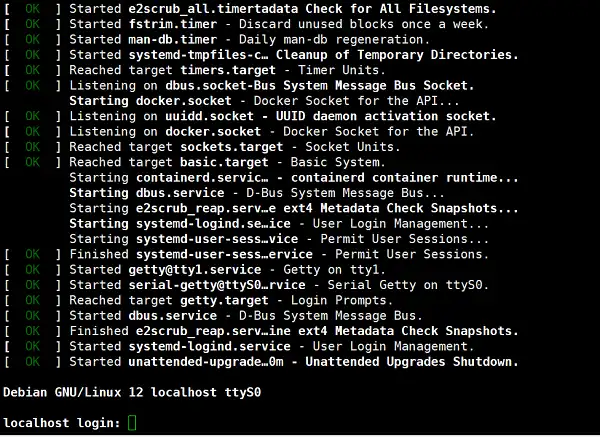 [  OK  ] Started e2scrub_all.timertadata Check for All Filesystems.
[  OK  ] Started fstrim.timer - Discard unused blocks once a week.
[  OK  ] Started man-db.timer - Daily man-db regeneration.
[  OK  ] Started systemd-tmpfiles-c… Cleanup of Temporary Directories.
[  OK  ] Reached target timers.target - Timer Units.
[  OK  ] Listening on dbus.socket-Bus System Message Bus Socket.
Starting docker.socket - Docker Socket for the API...
[  OK  ] Listening on uuidd.socket - UUID daemon activation socket.
[  OK  ] Listening on docker.socket - Docker Socket for the API.
[  OK  ] Reached target sockets.target - Socket Units.
[  OK  ] Reached target basic.target - Basic System.
Starting containerd.servic… - containerd container runtime...
Starting dbus.service - D-Bus System Message Bus...
Starting e2scrub_reap.serv…e ext4 Metadata Check Snapshots...
Starting systemd-logind.se…ice - User Login Management...
Starting systemd-user-sess…vice - Permit User Sessions...
[  OK  ] Finished systemd-user-sess…ervice - Permit User Sessions.
[  OK  ] Started getty@tty1.service - Getty on tty1.
[  OK  ] Started serial-getty@ttyS0…rvice - Serial Getty on ttyS0.
[  OK  ] Reached target getty.target - Login Prompts.
[  OK  ] Started dbus.service - D-Bus System Message Bus.
[  OK  ] Finished e2scrub_reap.serv…ine ext4 Metadata Check Snapshots.
[  OK  ] Started systemd-logind.service - User Login Management.
[  OK  ] Started unattended-upgrade…0m - Unattended Upgrades Shutdown.
Debian GNU/Linux 12 localhost ttyS0
localhost login: